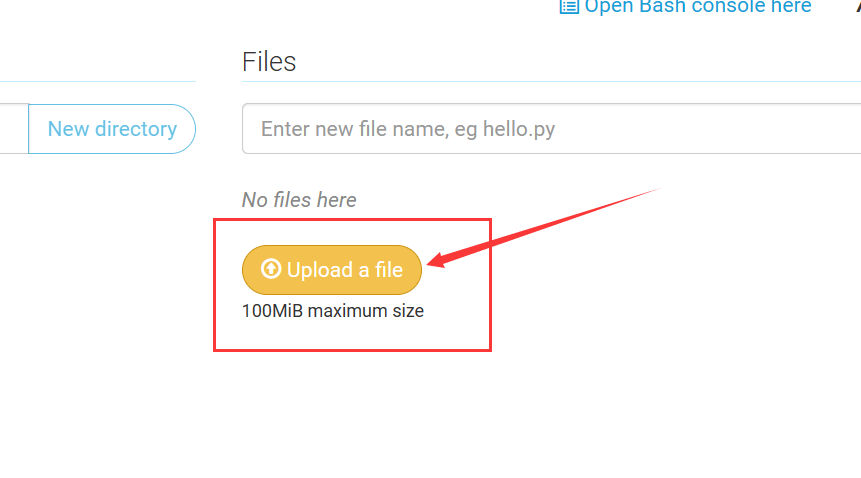 Open Bash console here
Files
New directory
Enter new file name, eg hello.py
No files here
Upload a file
100MiB maximum size